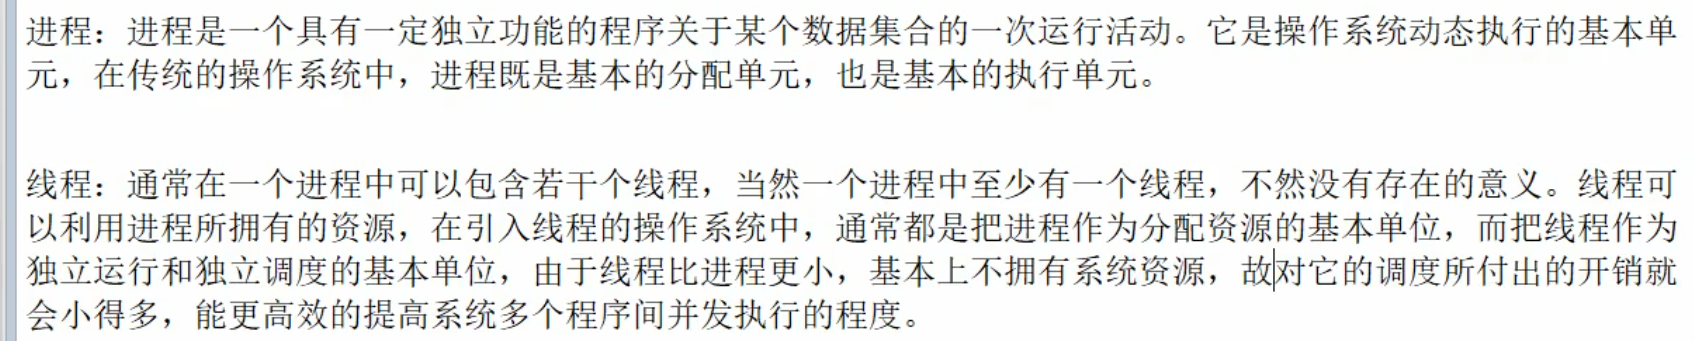 进程：进程是一个具有一定独立功能的程序关于某个数据集合的一次运行活动。它是操作系统动态执行的基本单
元，在传统的操作系统中，进程既是基本的分配单元，也是基本的执行单元。
线程：通常在一个进程中可以包含若干个线程，当然一个进程中至少有一个线程，不然没有存在的意义。线程可
以利用进程所拥有的资源，在引入线程的操作系统中，通常都是把进程作为分配资源的基本单位，而把线程作为
独立运行和独立调度的基本单位，由于线程比进程更小，基本上不拥有系统资源，故对它的调度所付出的开销就
会小得多，能更高效的提高系统多个程序间并发执行的程度。